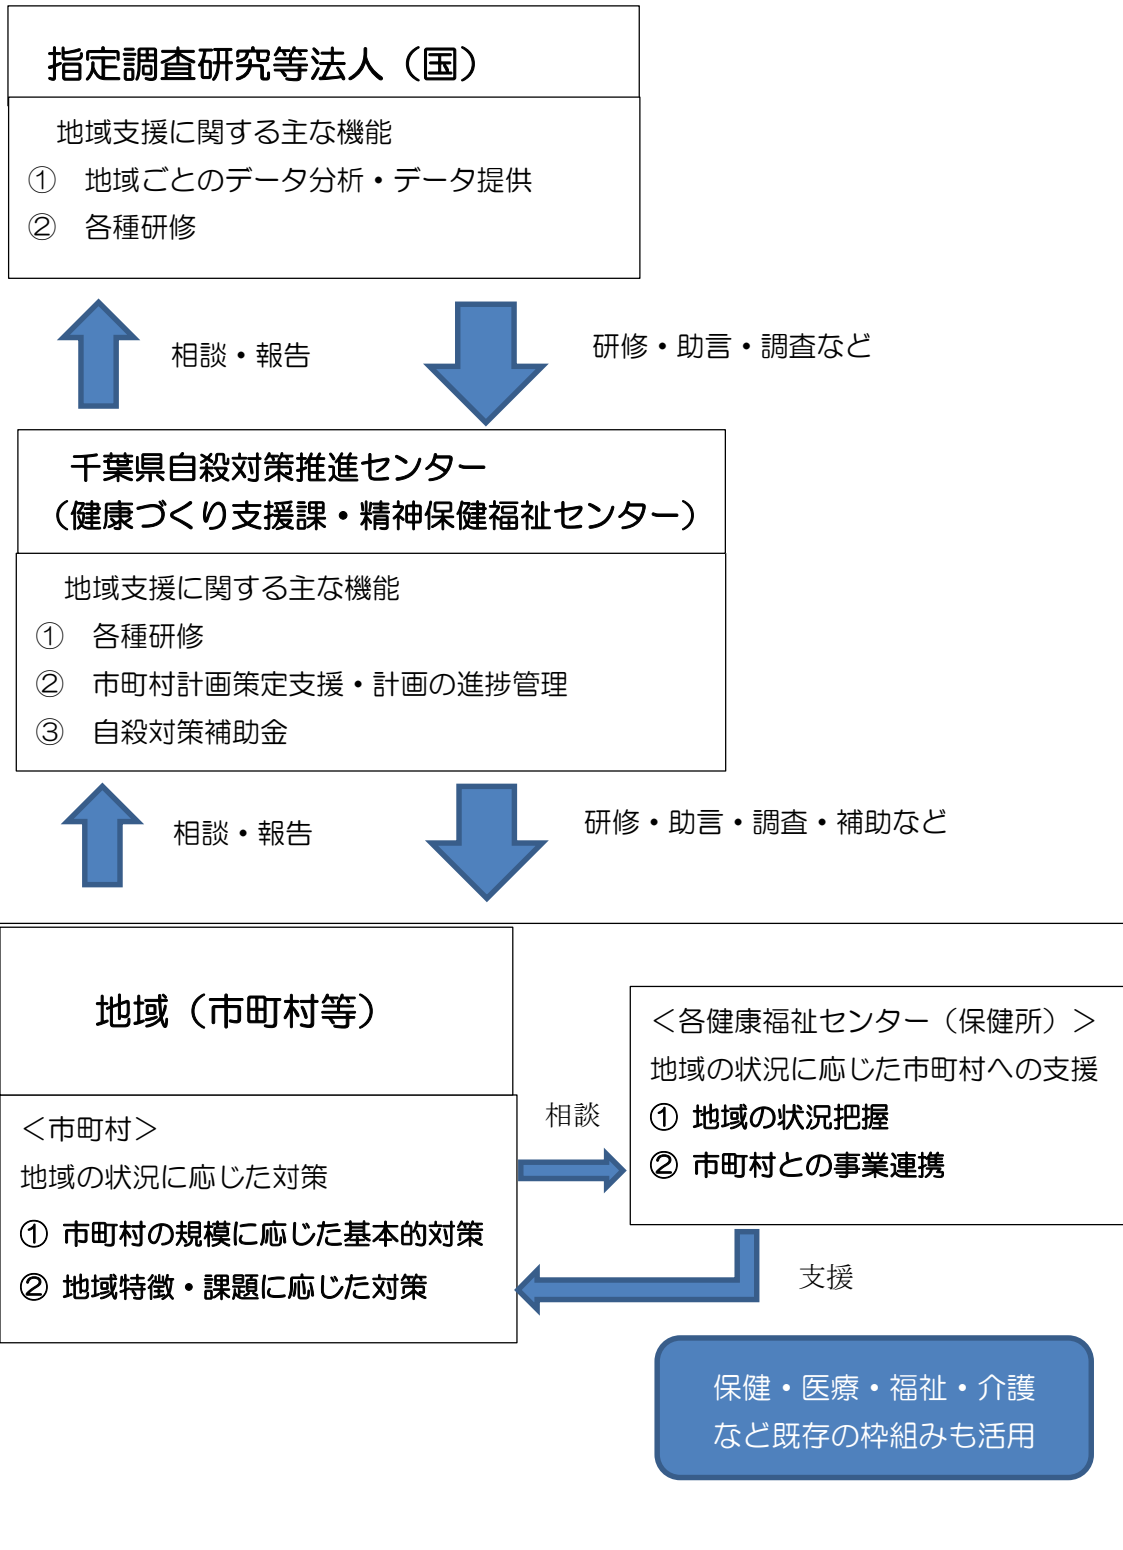 指定調査研究等法人（国）
地域支援に関する主な機能
①　地域ごとのデータ分析・データ提供
②　各種研修
相談・報告
研修・助言・調査など
千葉県自殺対策推進センター
（健康づくり支援課・精神保健福祉センター）
地域支援に関する主な機能
①　各種研修
②　市町村計画策定支援・計画の進捗管理
③　自殺対策補助金
相談・報告
研修・助言・調査・補助など
地域（市町村等）
＜市町村＞
地域の状況に応じた対策
① 市町村の規模に応じた基本的対策
② 地域特徴・課題に応じた対策
相談
＜各健康福祉センター（保健所）＞
地域の状況に応じた市町村への支援
① 地域の状況把握
② 市町村との事業連携
支援
保健・医療・福祉・介護
など既存の枠組みも活用